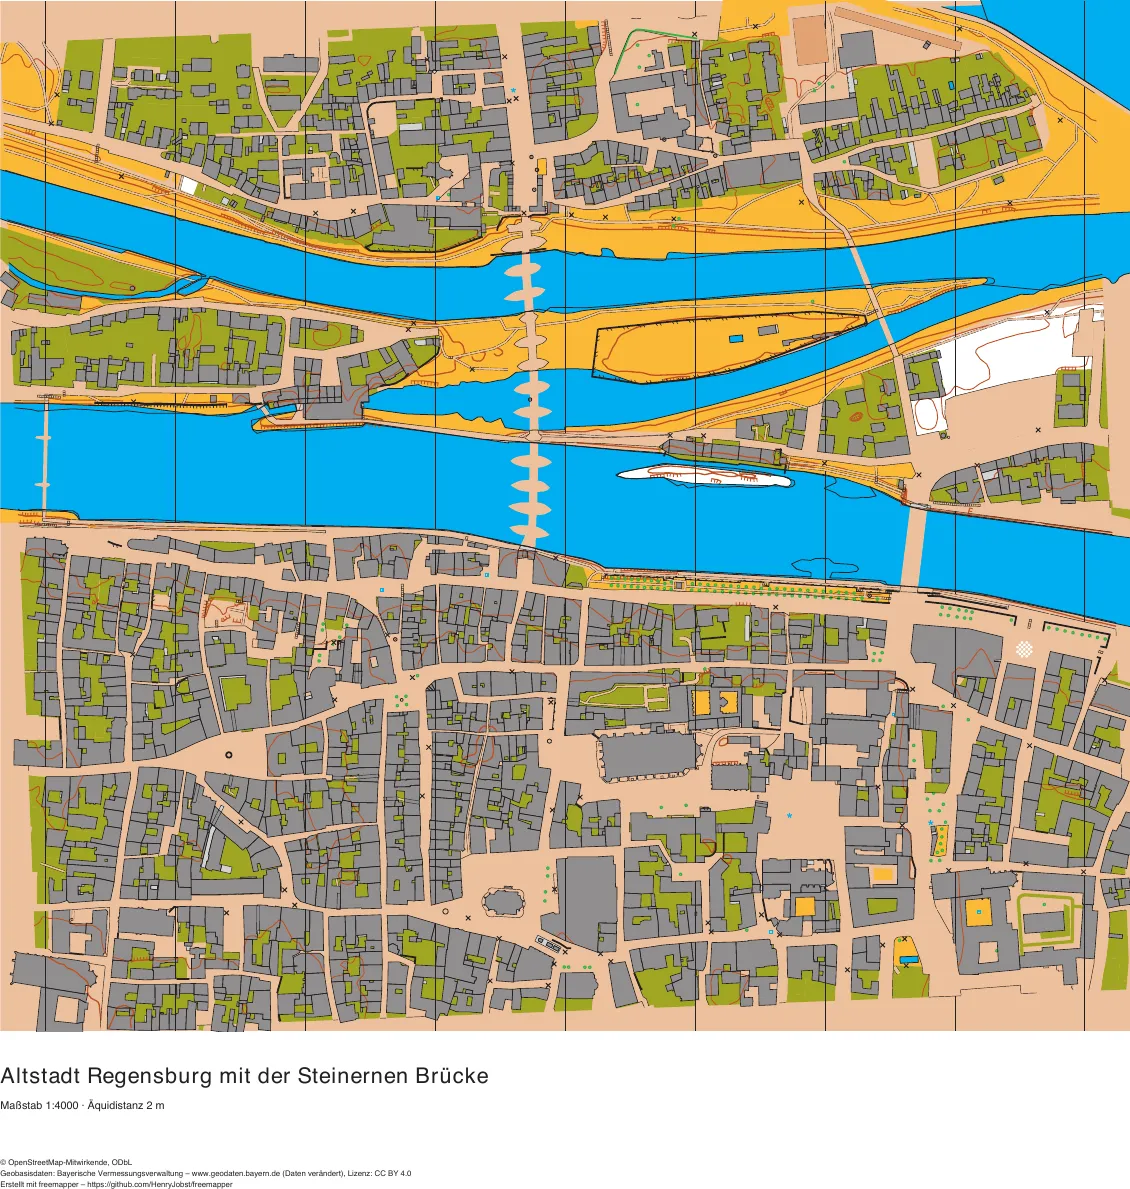 Altstadt Regensburg mit der Steinernen Brücke
Maßstab 1:4000 · Äquidistanz 2 m
© OpenStreetMap-Mitwirkende, ODbL
Geobasisdaten: Bayerische Vermessungsverwaltung – www.geodaten.bayern.de (Daten verändert), Lizenz: CC BY 4.0
Erstellt mit freemapper – https://github.com/HenryJobst/freemapper